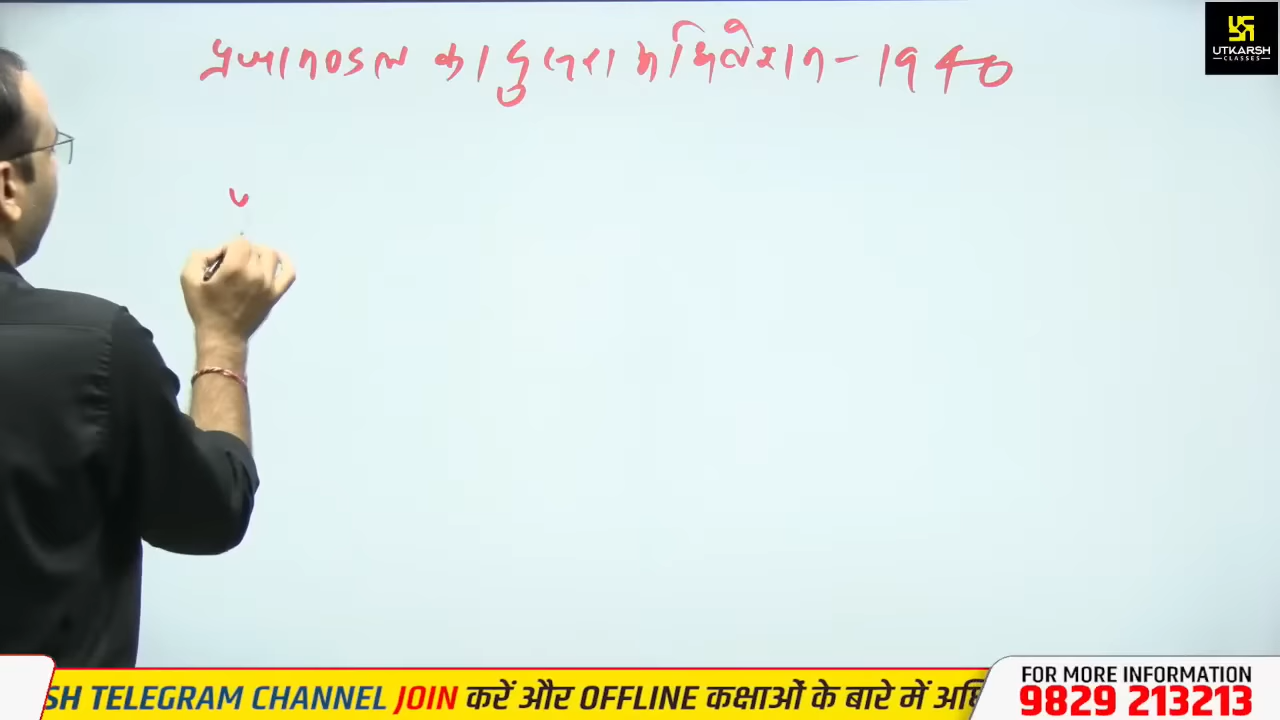 प्रजामण्डल का दुसरा अधिवेशन - 1940
UTKARSH
CLASSES
SH TELEGRAM CHANNEL JOIN करें और OFFLINE कक्षाओं के बारे में
FOR MORE INFORMATION
9829 213213